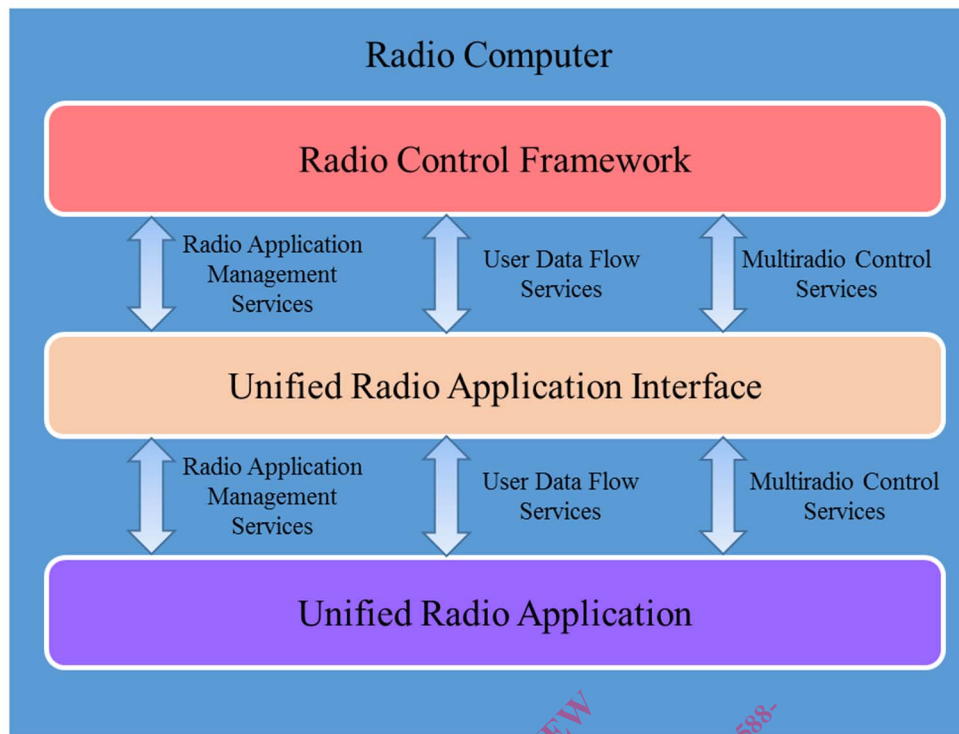 Radio Computer
Radio Control Framework
Radio Application
Management
Services
User Data Flow
Services
Multiradio Control
Services
Unified Radio Application Interface
Radio Application
Management
Services
User Data Flow
Services
Multiradio Control
Services
Unified Radio Application